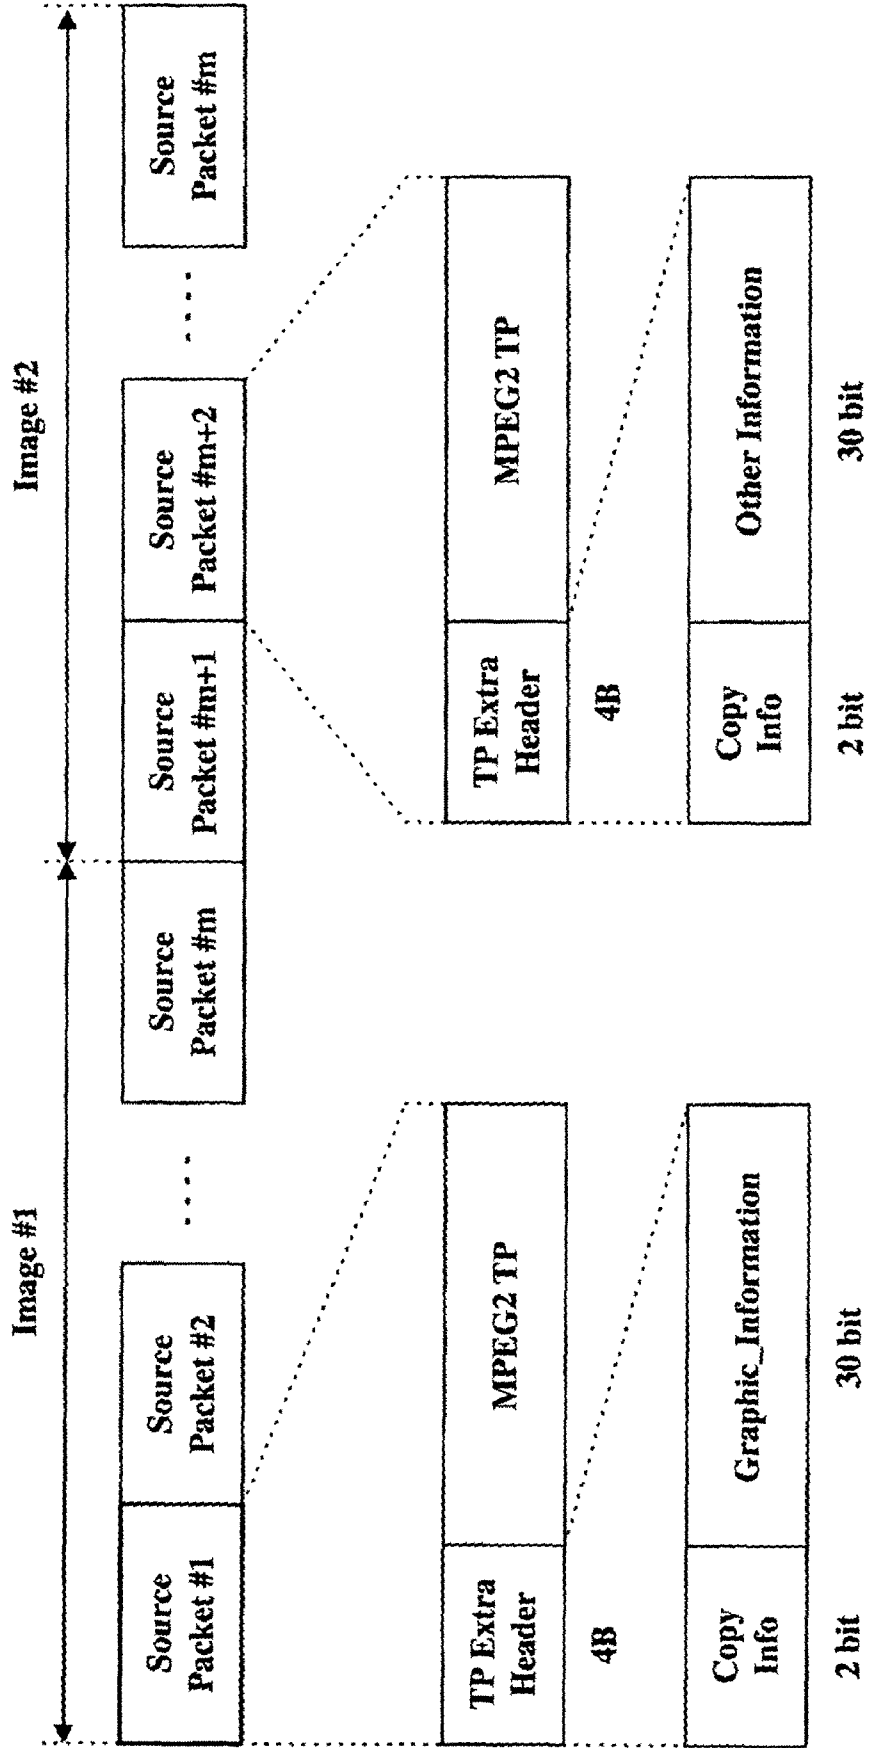 Image #1
Image #2
Source
Packet #1
Source
Packet #2
....
Source
Packet #m
Source
Packet #m+1
Source
Packet #m+2
....
Source
Packet #m
TP Extra
Header
MPEG2 TP
TP Extra
Header
MPEG2 TP
4B
4B
Copy
Info
Graphic_Information
Copy
Info
Other Information
2 bit
30 bit
2 bit
30 bit